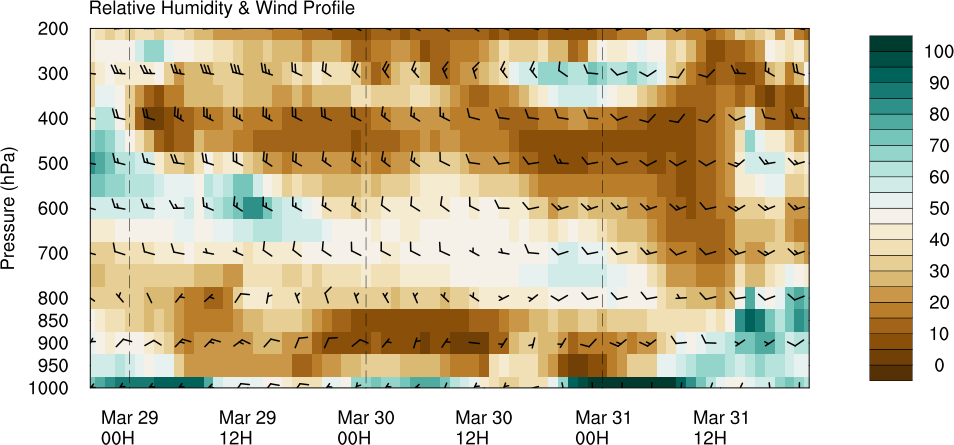 Relative Humidity & Wind Profile
Pressure (hPa)
200
300
400
500
600
700
800
850
900
950
1000
Mar 29 00H
Mar 29 12H
Mar 30 00H
Mar 30 12H
Mar 31 00H
Mar 31 12H
100
90
80
70
60
50
40
30
20
10
0